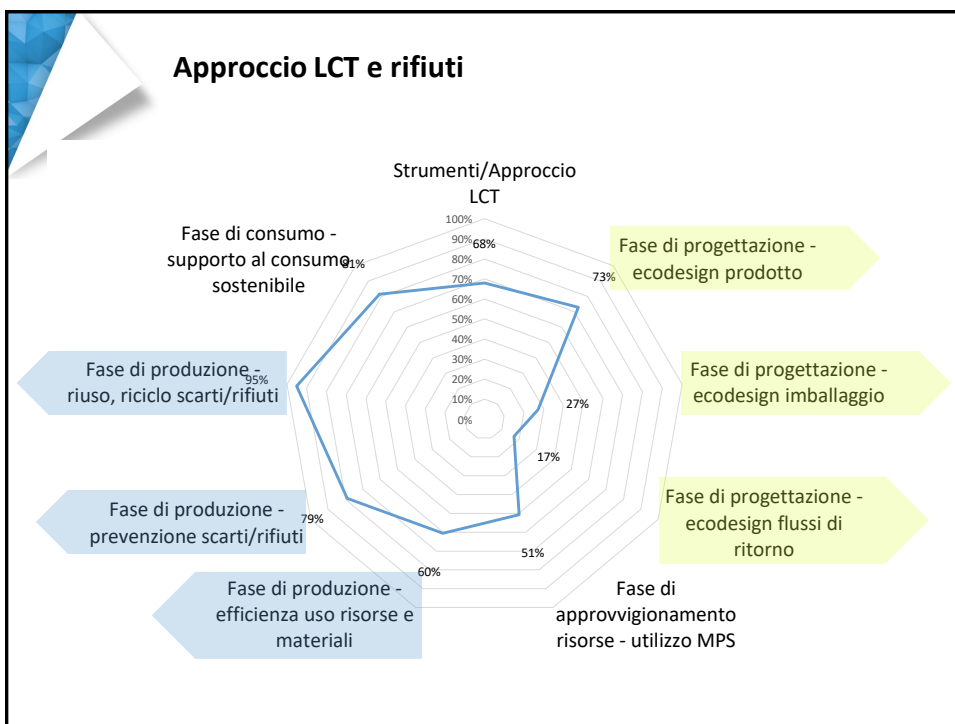 Approccio LCT e rifiuti
Strumenti/Approccio
LCT
100%
90%
80%
70%
60%
50%
40%
30%
20%
10%
0%
68%
Fase di progettazione -
ecodesign prodotto
73%
Fase di progettazione -
ecodesign imballaggio
27%
Fase di progettazione -
ecodesign flussi di
ritorno
17%
Fase di
approvvigionamento
risorse - utilizzo MPS
51%
Fase di produzione -
efficienza uso risorse e
materiali
60%
Fase di produzione -
prevenzione scarti/rifiuti
79%
Fase di produzione -
riuso, riciclo scarti/rifiuti
95%
Fase di consumo -
supporto al consumo
sostenibile
81%